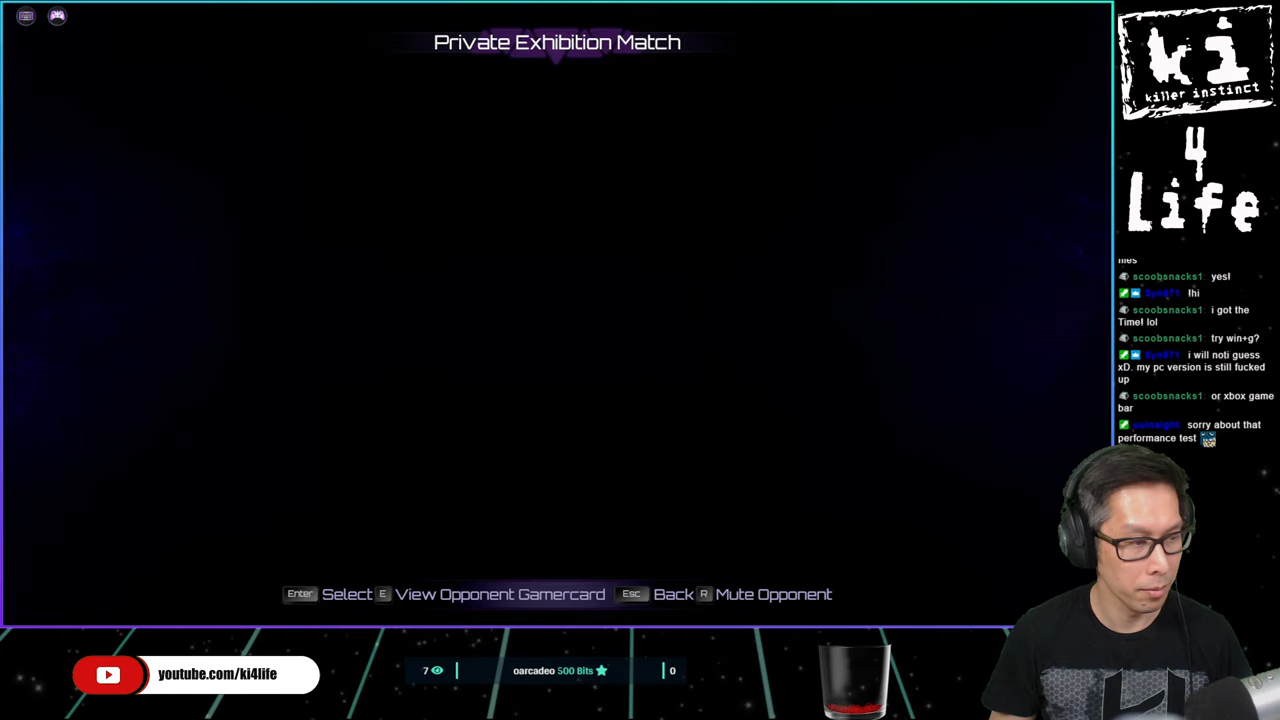 Private Exhibition Match
ki
killer instinct
4
life
scoobsnacks1: yes!
!hi
scoobsnacks1: i got the
Time! lol
scoobsnacks1: try win+g?
i will noti guess
xD. my pc version is still fucked
up
scoobsnacks1: or xbox game
bar
sorry about that
performance test
Enter Select E View Opponent Gamercard Esc Back R Mute Opponent
youtube.com/ki4life
7
oarcadeo 500 Bits
0